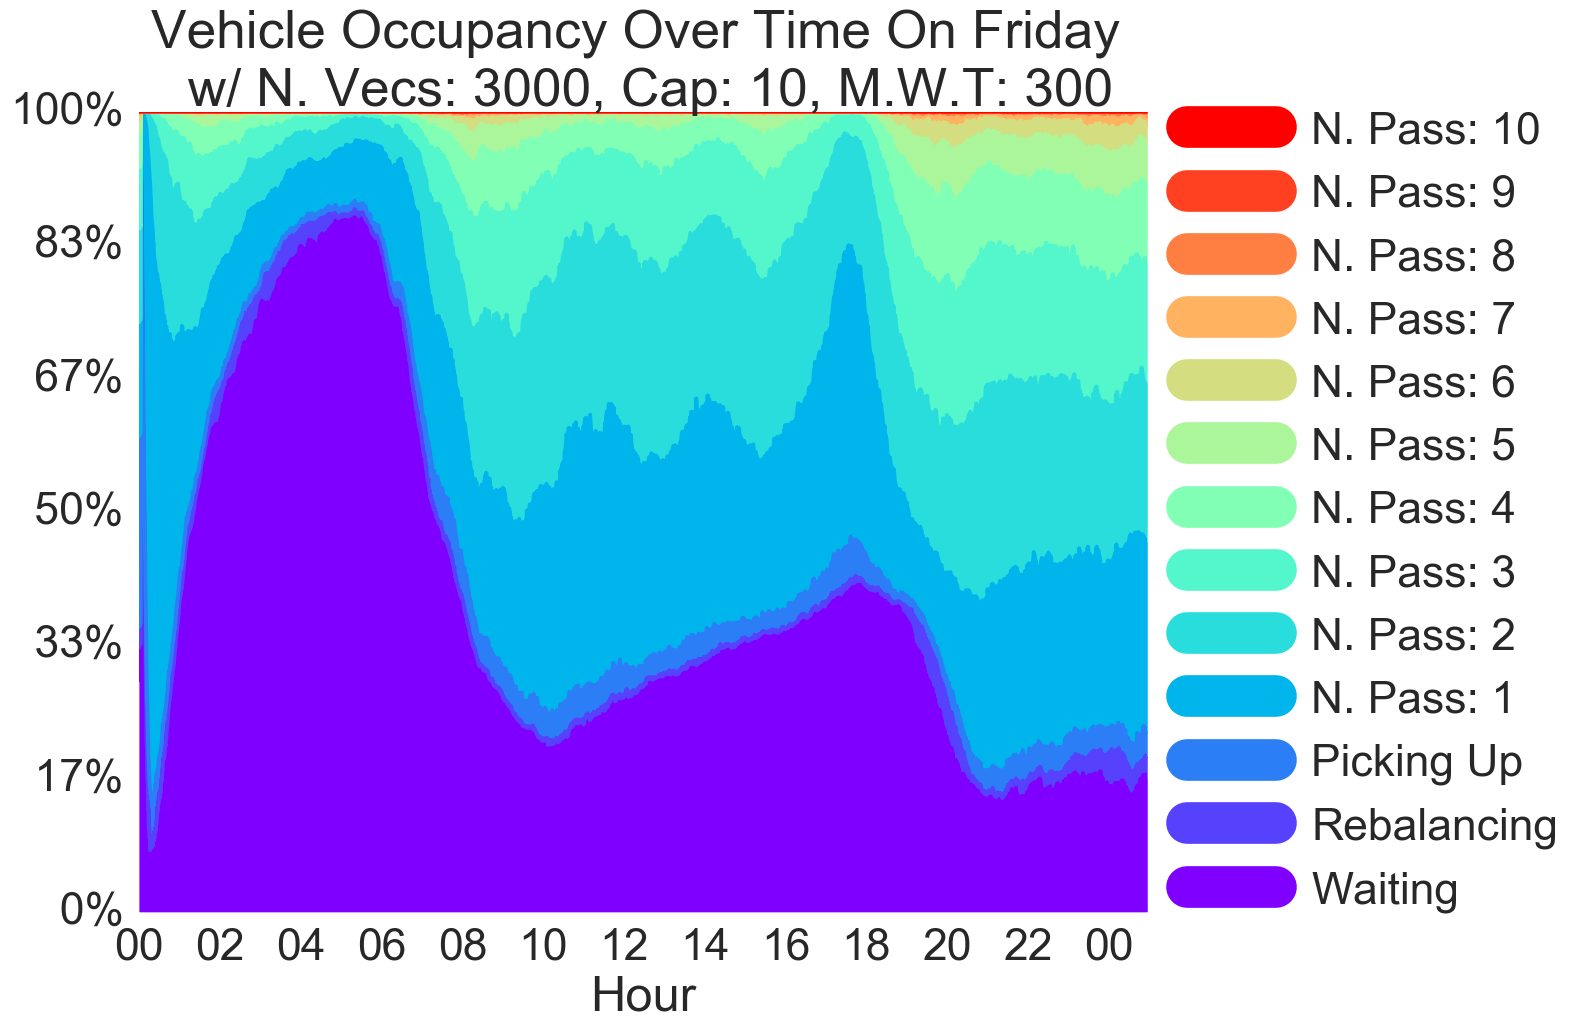 Vehicle Occupancy Over Time On Friday
w/ N. Vecs: 3000, Cap: 10, M.W.T: 300
100%
83%
67%
50%
33%
17%
0%
00 02 04 06 08 10 12 14 16 18 20 22 00
Hour
N. Pass: 10
N. Pass: 9
N. Pass: 8
N. Pass: 7
N. Pass: 6
N. Pass: 5
N. Pass: 4
N. Pass: 3
N. Pass: 2
N. Pass: 1
Picking Up
Rebalancing
Waiting